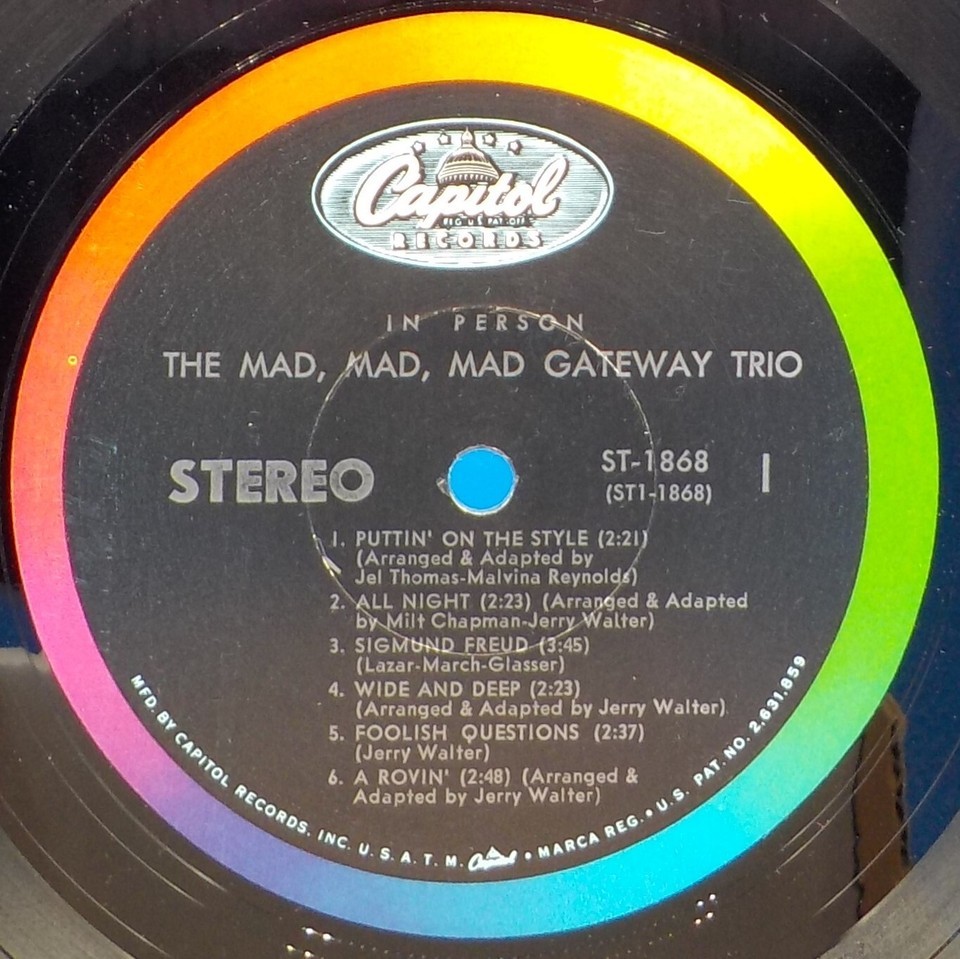 Capitol
REG. U.S. PAT. OFF.
RECORDS
IN PERSON
THE MAD, MAD, MAD GATEWAY TRIO
STEREO
ST-1868
(ST1-1868)
1
1. PUTTIN' ON THE STYLE (2:21)
(Arranged & Adapted by
Jel Thomas-Malvina Reynolds)
2. ALL NIGHT (2:23) (Arranged & Adapted
by Milt Chapman-Jerry Walter)
3. SIGMUND FREUD (3:45)
(Lazar-March-Glasser)
4. WIDE AND DEEP (2:23)
(Arranged & Adapted by Jerry Walter)
5. FOOLISH QUESTIONS (2:37)
(Jerry Walter)
6. A ROVIN' (2:48) (Arranged &
Adapted by Jerry Walter)
MFD. BY CAPITOL RECORDS, INC. U.S.A. T.M. Capitol • MARCA REG. • U.S. PAT. NO. 2,631,859